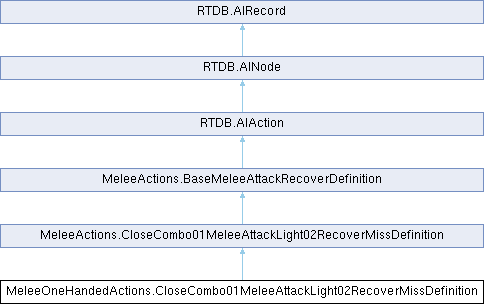 RTDB.AIRecord
RTDB.AINode
RTDB.AIAction
MeleeActions.BaseMeleeAttackRecoverDefinition
MeleeActions.CloseCombo01MeleeAttackLight02RecoverMissDefinition
MeleeOneHandedActions.CloseCombo01MeleeAttackLight02RecoverMissDefinition